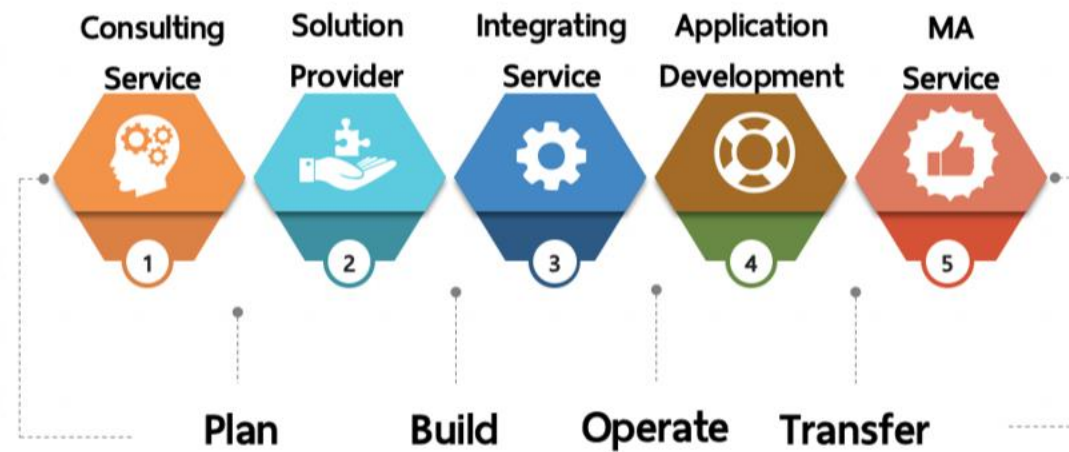 Consulting
Service
Solution
Provider
Integrating
Service
Application
Development
MA
Service
1
2
3
4
5
Plan
Build
Operate
Transfer